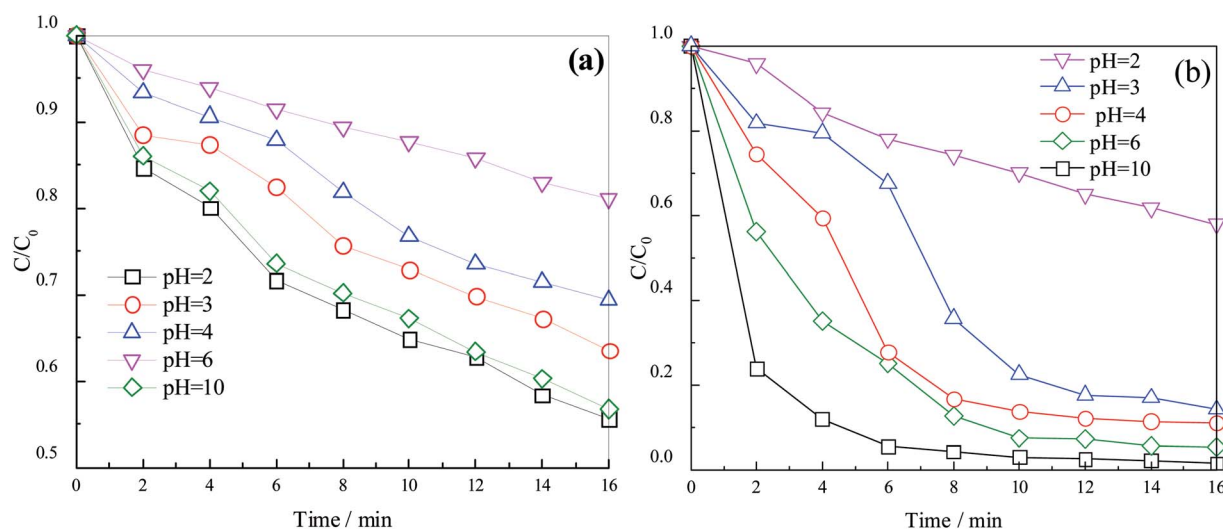 (a)
1.0
0.9
0.8
0.7
0.6
0.5
C/C0
pH=2
pH=3
pH=4
pH=6
pH=10
0 2 4 6 8 10 12 14 16
Time / min
(b)
1.0
0.8
0.6
0.4
0.2
0.0
C/C0
pH=2
pH=3
pH=4
pH=6
pH=10
0 2 4 6 8 10 12 14 16
Time / min